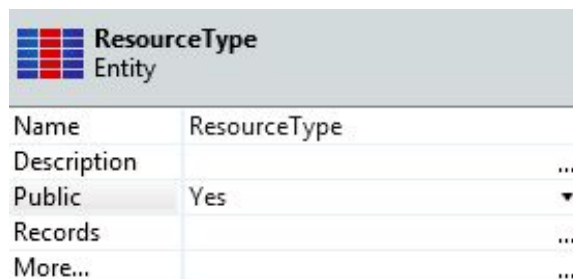 ResourceType
Entity
Name ResourceType
Description ...
Public Yes
Records ...
More... ...